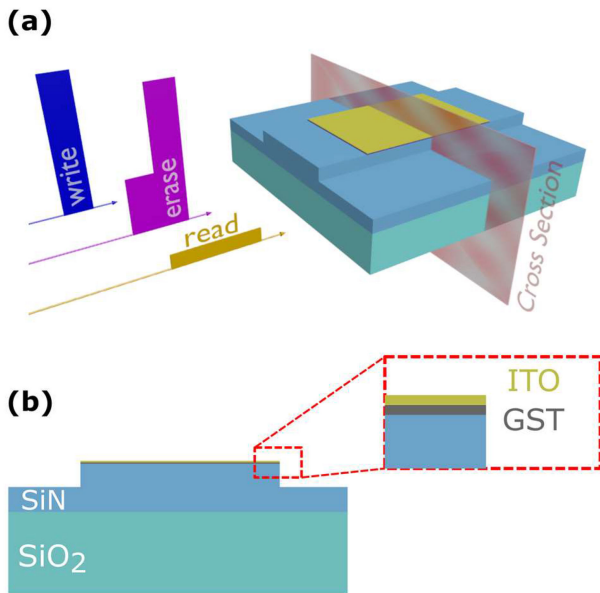 (a)
write
erase
read
Cross Section
(b)
ITO
GST
SiN
SiO₂